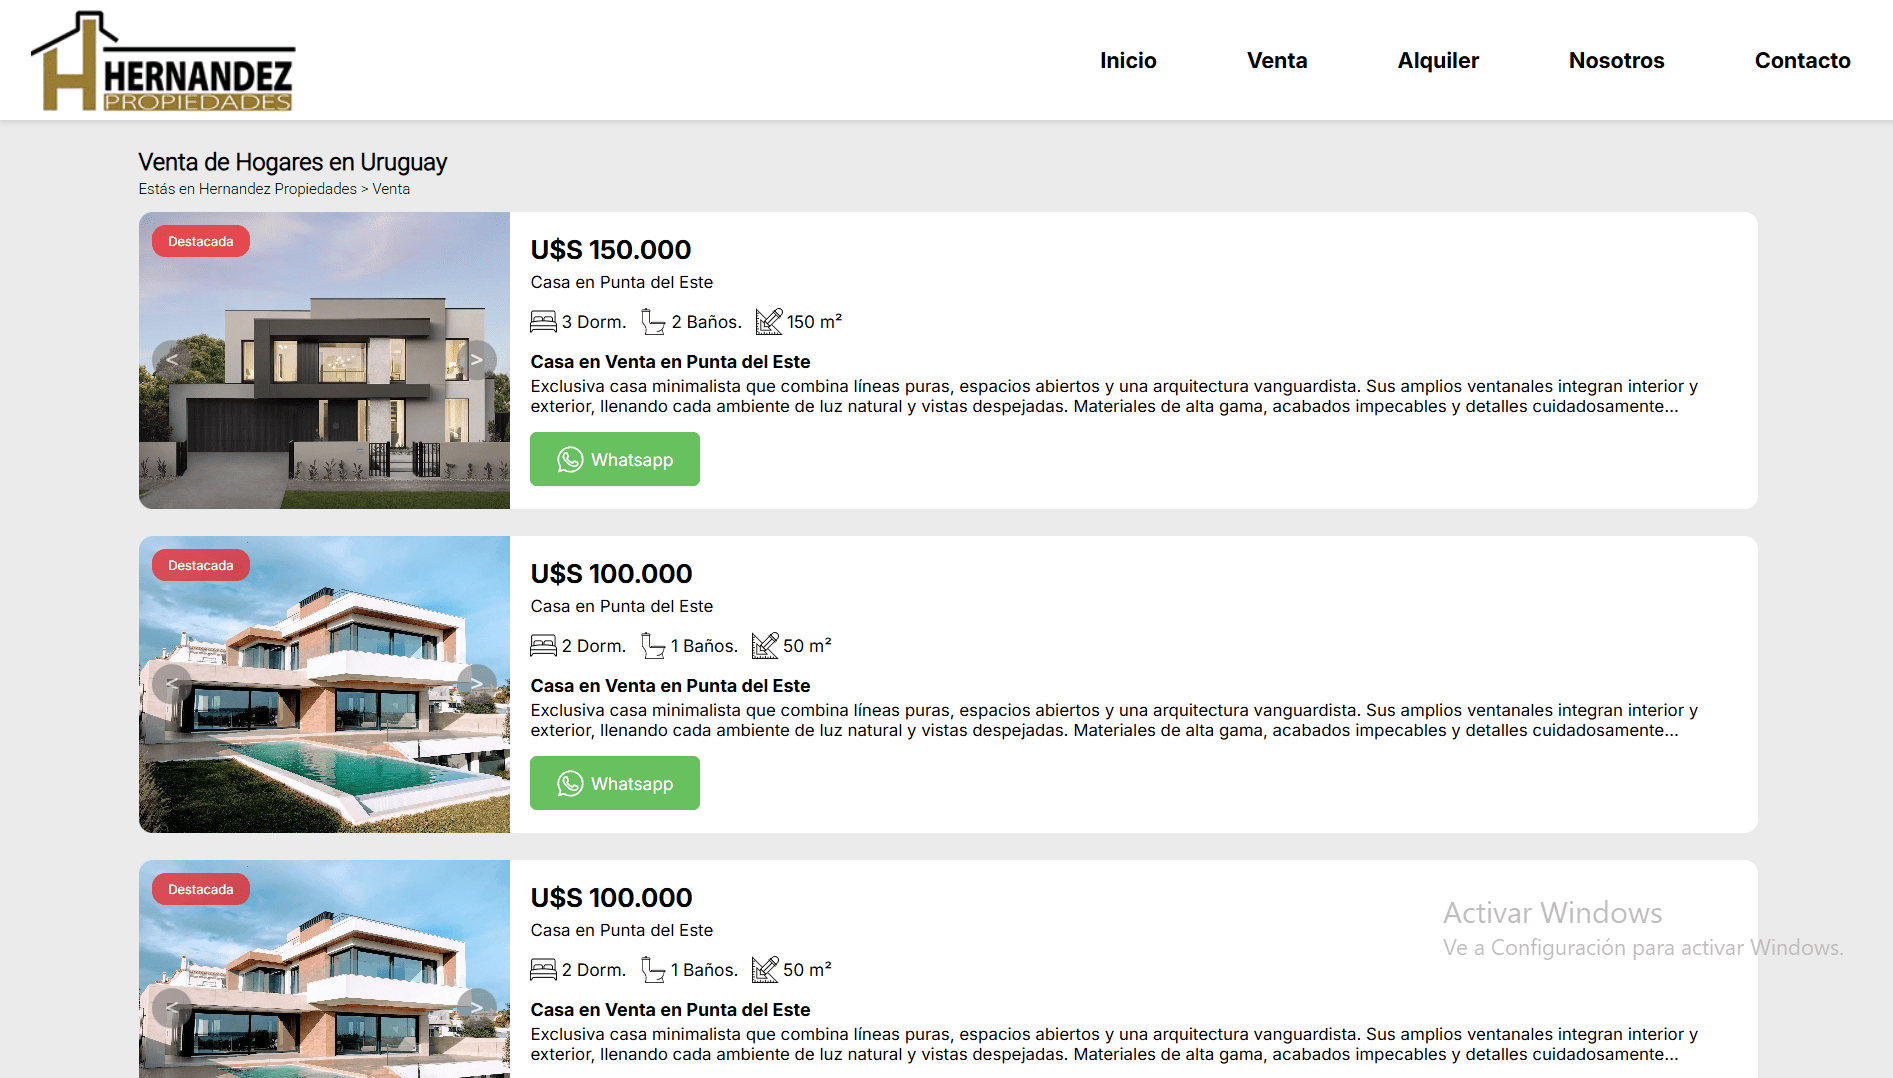 HERNANDEZ
PROPIEDADES
Inicio
Venta
Alquiler
Nosotros
Contacto
Venta de Hogares en Uruguay
Estás en Hernandez Propiedades > Venta
Destacada
<
>
U$S 150.000
Casa en Punta del Este
3 Dorm.
2 Baños.
150 m²
Casa en Venta en Punta del Este
Exclusiva casa minimalista que combina líneas puras, espacios abiertos y una arquitectura vanguardista. Sus amplios ventanales integran interior y
exterior, llenando cada ambiente de luz natural y vistas despejadas. Materiales de alta gama, acabados impecables y detalles cuidadosamente...
Whatsapp
Destacada
<
>
U$S 100.000
Casa en Punta del Este
2 Dorm.
1 Baños.
50 m²
Casa en Venta en Punta del Este
Exclusiva casa minimalista que combina líneas puras, espacios abiertos y una arquitectura vanguardista. Sus amplios ventanales integran interior y
exterior, llenando cada ambiente de luz natural y vistas despejadas. Materiales de alta gama, acabados impecables y detalles cuidadosamente...
Whatsapp
Destacada
<
>
U$S 100.000
Casa en Punta del Este
2 Dorm.
1 Baños.
50 m²
Casa en Venta en Punta del Este
Exclusiva casa minimalista que combina líneas puras, espacios abiertos y una arquitectura vanguardista. Sus amplios ventanales integran interior y
exterior, llenando cada ambiente de luz natural y vistas despejadas. Materiales de alta gama, acabados impecables y detalles cuidadosamente...
Activar Windows
Ve a Configuración para activar Windows.